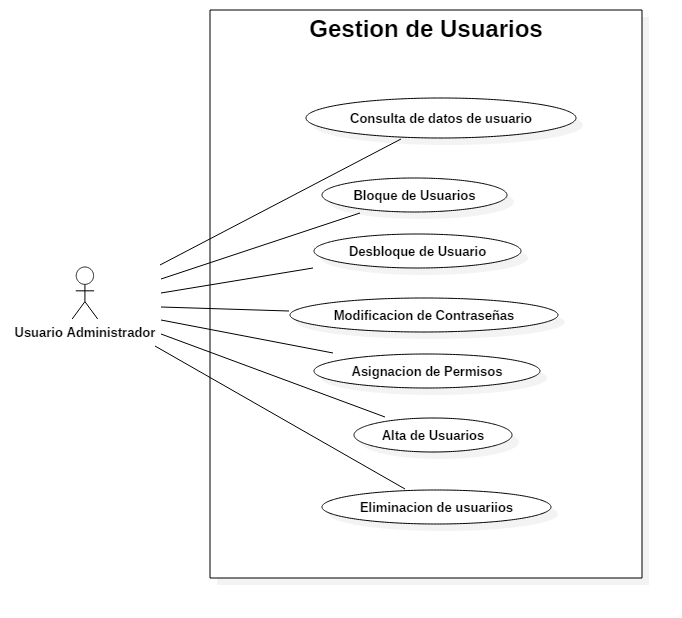 Gestion de Usuarios
Consulta de datos de usuario
Bloque de Usuarios
Desbloque de Usuario
Modificacion de Contraseñas
Usuario Administrador
Asignacion de Permisos
Alta de Usuarios
Eliminacion de usuariios